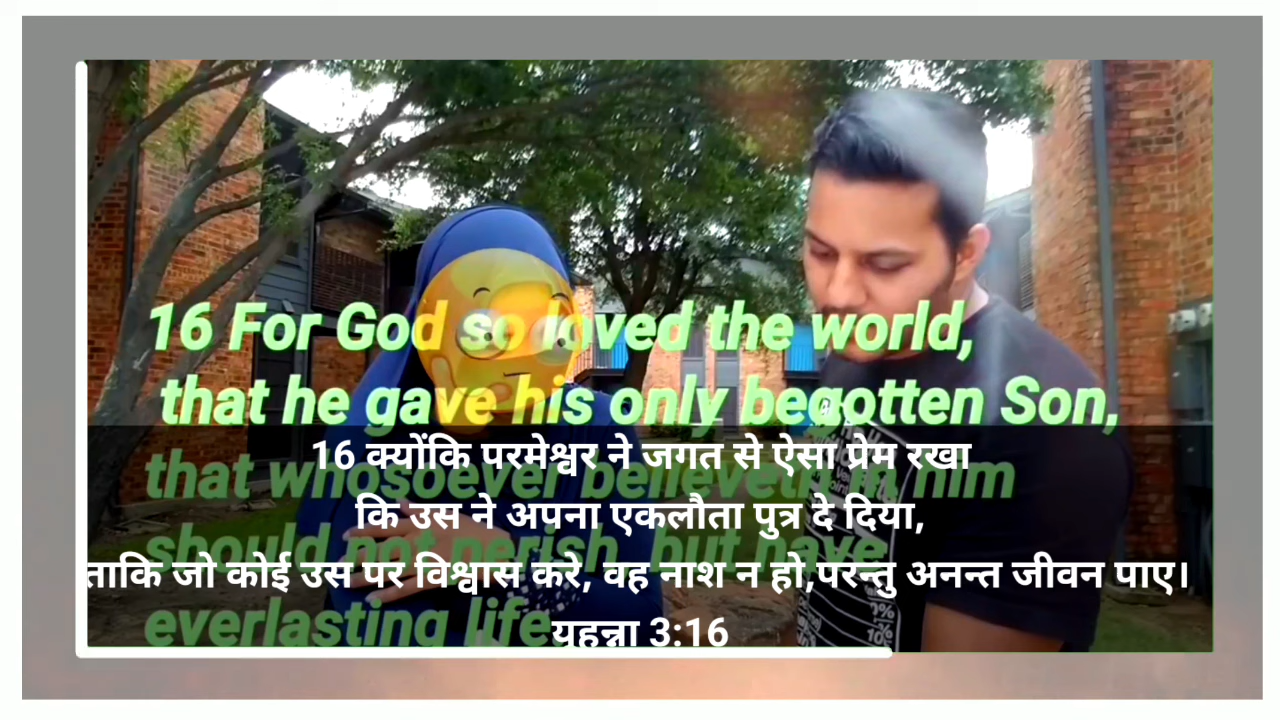 16 For God so loved the world,
that he gave his only begotten Son,
that whosoever believeth in him
should not perish, but have
everlasting life
16 क्योंकि परमेश्वर ने जगत से ऐसा प्रेम रखा
कि उस ने अपना एकलौता पुत्र दे दिया,
ताकि जो कोई उस पर विश्वास करे, वह नाश न हो,परन्तु अनन्त जीवन पाए।
यूहन्ना 3:16